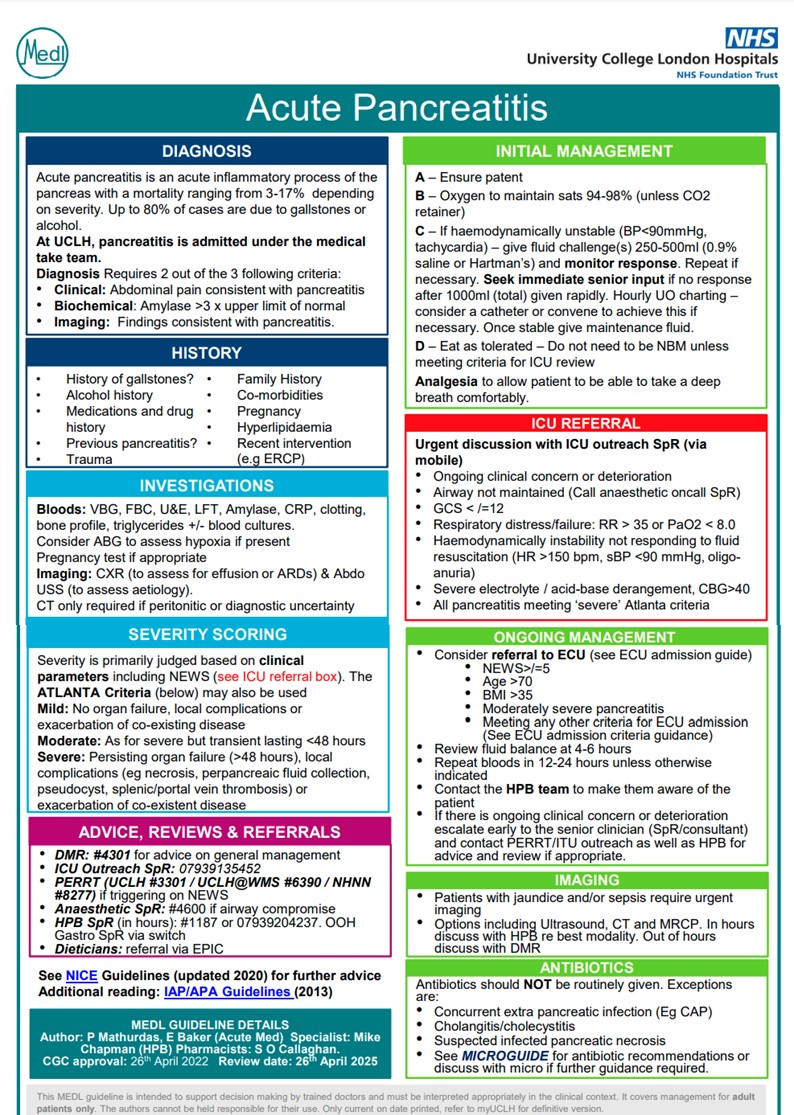 Medl
NHS
University College London Hospitals
NHS Foundation Trust
Acute Pancreatitis
DIAGNOSIS
Acute pancreatitis is an acute inflammatory process of the
pancreas with a mortality ranging from 3-17% depending
on severity. Up to 80% of cases are due to gallstones or
alcohol.
At UCLH, pancreatitis is admitted under the medical
take team.
Diagnosis Requires 2 out of the 3 following criteria:
• Clinical: Abdominal pain consistent with pancreatitis
• Biochemical: Amylase >3 x upper limit of normal
• Imaging: Findings consistent with pancreatitis.
HISTORY
• History of gallstones?
• Alcohol history
• Medications and drug
history
• Previous pancreatitis?
• Trauma
• Family History
• Co-morbidities
• Pregnancy
• Hyperlipidaemia
• Recent intervention
(e.g ERCP)
INVESTIGATIONS
Bloods: VBG, FBC, U&E, LFT, Amylase, CRP, clotting,
bone profile, triglycerides +/- blood cultures.
Consider ABG to assess hypoxia if present
Pregnancy test if appropriate
Imaging: CXR (to assess for effusion or ARDs) & Abdo
USS (to assess aetiology).
CT only required if peritonitic or diagnostic uncertainty
SEVERITY SCORING
Severity is primarily judged based on clinical
parameters including NEWS (see ICU referral box). The
ATLANTA Criteria (below) may also be used
Mild: No organ failure, local complications or
exacerbation of co-existing disease
Moderate: As for severe but transient lasting <48 hours
Severe: Persisting organ failure (>48 hours), local
complications (eg necrosis, perpancreaic fluid collection,
pseudocyst, splenic/portal vein thrombosis) or
exacerbation of co-existent disease
ADVICE, REVIEWS & REFERRALS
• DMR: #4301 for advice on general management
• ICU Outreach SpR: 07939135452
• PERRT (UCLH #3301 / UCLH@WMS #6390 / NHNN
#8277) if triggering on NEWS
• Anaesthetic SpR: #4600 if airway compromise
• HPB SpR (in hours): #1187 or 07939204237. OOH
Gastro SpR via switch
• Dieticians: referral via EPIC
See NICE Guidelines (updated 2020) for further advice
Additional reading: IAP/APA Guidelines (2013)
MEDL GUIDELINE DETAILS
Author: P Mathurdas, E Baker (Acute Med) Specialist: Mike
Chapman (HPB) Pharmacists: S O Callaghan.
CGC approval: 26th April 2022 Review date: 26th April 2025
INITIAL MANAGEMENT
A – Ensure patent
B – Oxygen to maintain sats 94-98% (unless CO2
retainer)
C – If haemodynamically unstable (BP<90mmHg,
tachycardia) – give fluid challenge(s) 250-500ml (0.9%
saline or Hartman's) and monitor response. Repeat if
necessary. Seek immediate senior input if no response
after 1000ml (total) given rapidly. Hourly UO charting –
consider a catheter or convene to achieve this if
necessary. Once stable give maintenance fluid.
D – Eat as tolerated – Do not need to be NBM unless
meeting criteria for ICU review
Analgesia to allow patient to be able to take a deep
breath comfortably.
ICU REFERRAL
Urgent discussion with ICU outreach SpR (via
mobile)
• Ongoing clinical concern or deterioration
• Airway not maintained (Call anaesthetic oncall SpR)
• GCS < /=12
• Respiratory distress/failure: RR > 35 or PaO2 < 8.0
• Haemodynamically instability not responding to fluid
resuscitation (HR >150 bpm, sBP <90 mmHg, oligo-
anuria)
• Severe electrolyte / acid-base derangement, CBG>40
• All pancreatitis meeting 'severe' Atlanta criteria
ONGOING MANAGEMENT
• Consider referral to ECU (see ECU admission guide)
• NEWS>/=5
• Age >70
• BMI >35
• Moderately severe pancreatitis
• Meeting any other criteria for ECU admission
(See ECU admission criteria guidance)
• Review fluid balance at 4-6 hours
• Repeat bloods in 12-24 hours unless otherwise
indicated
• Contact the HPB team to make them aware of the
patient
• If there is ongoing clinical concern or deterioration
escalate early to the senior clinician (SpR/consultant)
and contact PERRT/ITU outreach as well as HPB for
advice and review if appropriate.
IMAGING
• Patients with jaundice and/or sepsis require urgent
imaging
• Options including Ultrasound, CT and MRCP. In hours
discuss with HPB re best modality. Out of hours
discuss with DMR
ANTIBIOTICS
Antibiotics should NOT be routinely given. Exceptions
are:
• Concurrent extra pancreatic infection (Eg CAP)
• Cholangitis/cholecystitis
• Suspected infected pancreatic necrosis
• See MICROGUIDE for antibiotic recommendations or
discuss with micro if further guidance required.
This MEDL guideline is intended to support decision making by trained doctors and must be interpreted appropriately in the clinical context. It covers management for adult
patients only. The authors cannot be held responsible for their use. Only current on date printed, refer to myUCLH for definitive version.